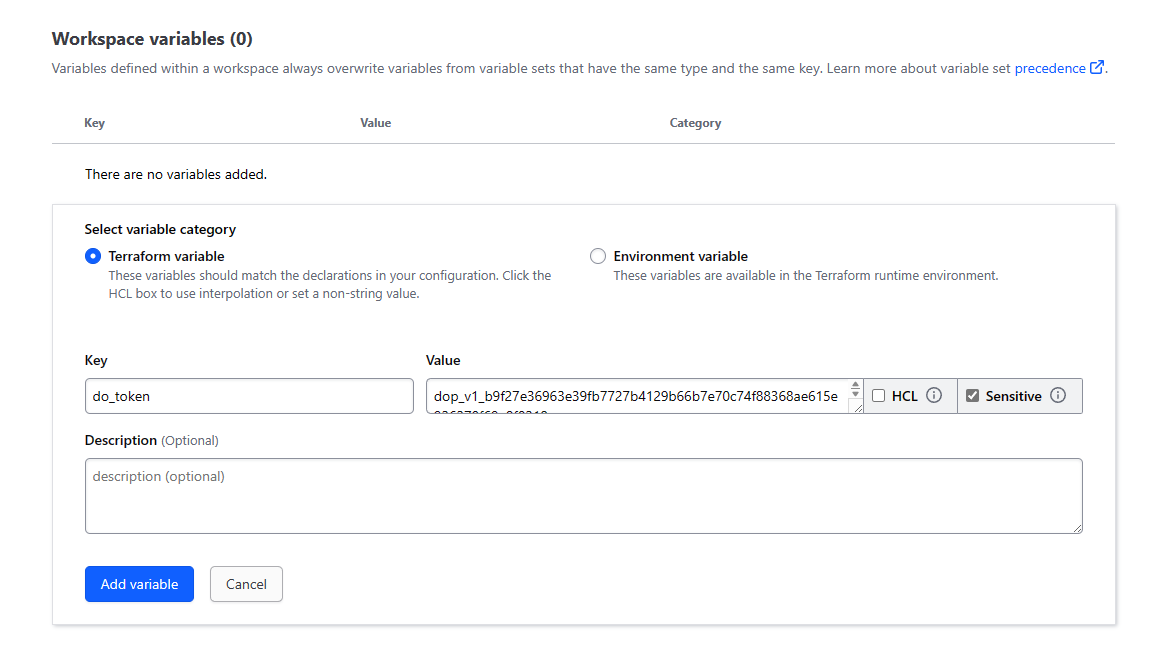 Workspace variables (0)
Variables defined within a workspace always overwrite variables from variable sets that have the same type and the same key. Learn more about variable set precedence.
Key Value Category
There are no variables added.
Select variable category
Terraform variable
These variables should match the declarations in your configuration. Click the
HCL box to use interpolation or set a non-string value.
Environment variable
These variables are available in the Terraform runtime environment.
Key
do_token
Value
dop_v1_b9f27e36963e39fb7727b4129b66b7e70c74f88368ae615e
HCL
Sensitive
Description (Optional)
description (optional)
Add variable
Cancel